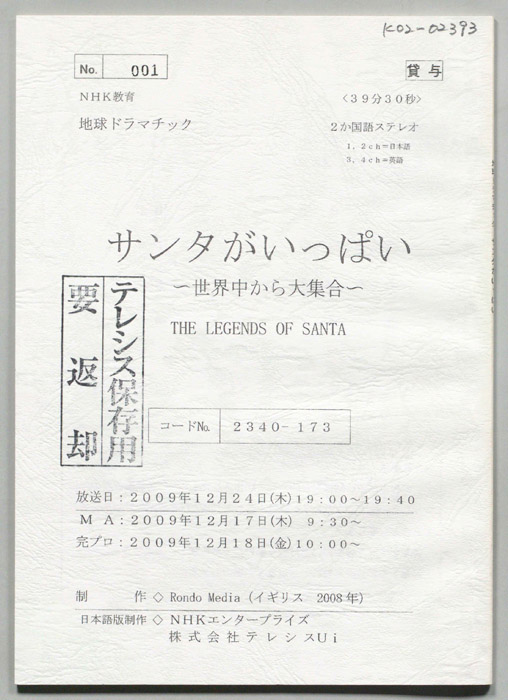 K02-02393
No. 001
貸与
NHK教育
<39分30秒>
地球ドラマチック
2か国語ステレオ
1, 2ch=日本語
3, 4ch=英語
サンタがいっぱい
～世界中から大集合～
THE LEGENDS OF SANTA
テレシス保存用
要返却
コードNo. 2340-173
放送日:2009年12月24日(木)19:00～19:40
MA:2009年12月17日(木) 9:30～
完プロ:2009年12月18日(金)10:00～
制 作◇Rondo Media (イギリス 2008年)
日本語版制作◇NHKエンタープライズ
株式会社テレシスUi